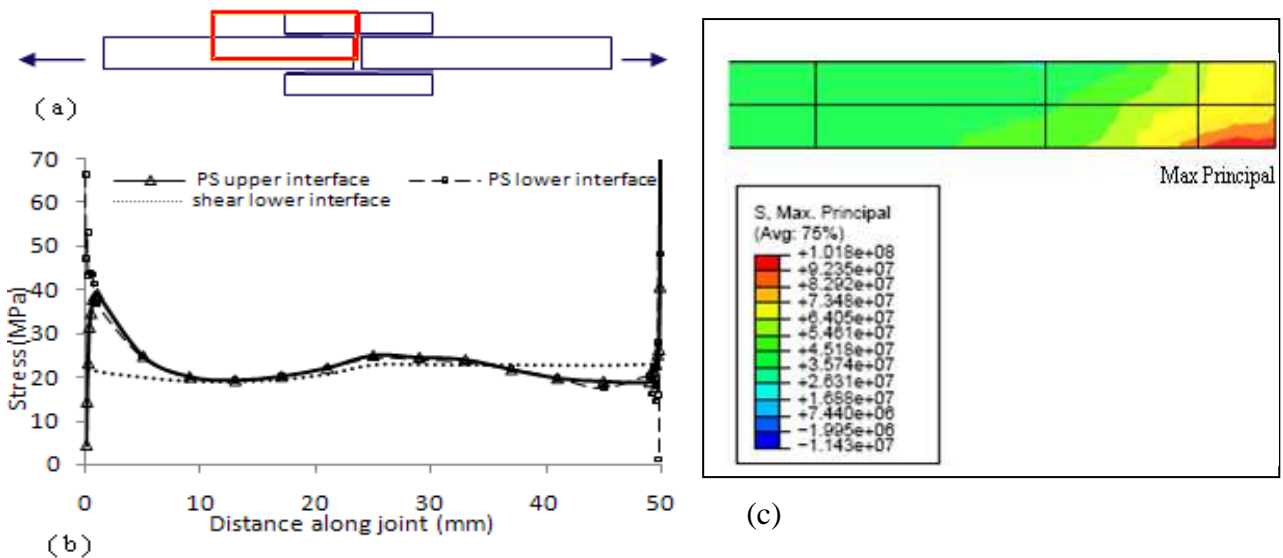 ( a )
70
60
50
40
30
20
10
0
Stress (MPa)
PS upper interface
PS lower interface
shear lower interface
0
10
20
30
40
50
Distance along joint (mm)
( b )
Max Principal
S, Max. Principal
(Avg: 75%)
+1.018e+08
+9.235e+07
+8.292e+07
+7.348e+07
+6.405e+07
+5.461e+07
+4.518e+07
+3.574e+07
+2.631e+07
+1.688e+07
+7.440e+06
−1.995e+06
−1.143e+07
(c)